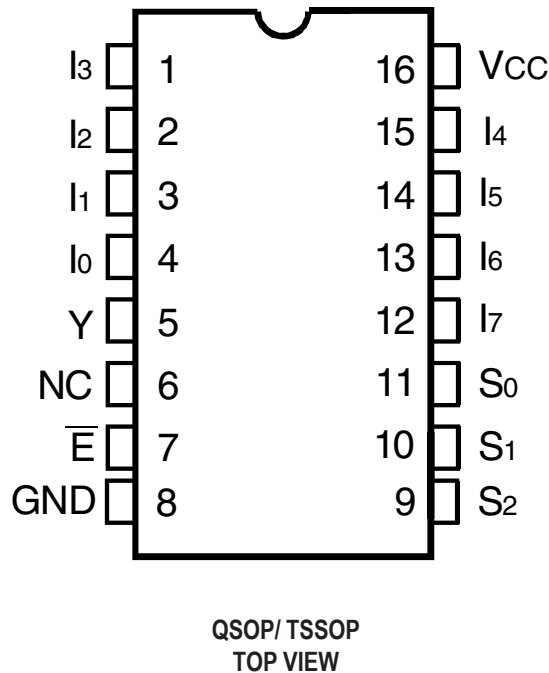 I3 1 16 VCC
I2 2 15 I4
I1 3 14 I5
I0 4 13 I6
Y 5 12 I7
NC 6 11 S0
E̅ 7 10 S1
GND 8 9 S2
QSOP/ TSSOP
TOP VIEW